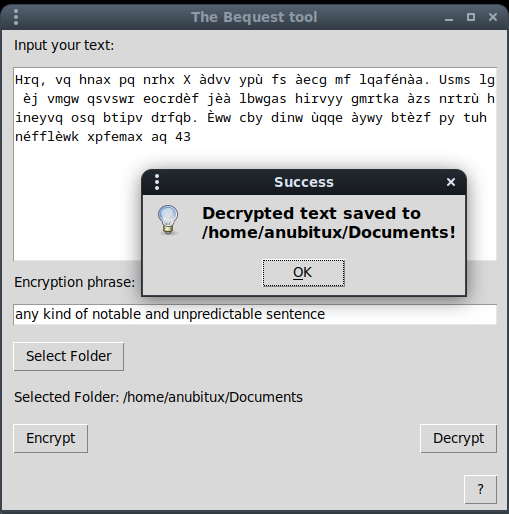 The Bequest tool
Input your text:
Hrq, vq hnax pq nrhx X àdvv ypù fs àecg mf lqafénàa. Usms lg
èj vmgw qsvswr eocrdèf jèà lbwgas hirvyy gmrtka àzs nrtrù h
ineyvq osq btipv drfqb. Èww cby dinw ùqqe àywy btèzf py tuh
néfflèwk xpfemax aq 43
Success
Decrypted text saved to
/home/anubitux/Documents!
OK
Encryption phrase:
any kind of notable and unpredictable sentence
Select Folder
Selected Folder: /home/anubitux/Documents
Encrypt
Decrypt
?